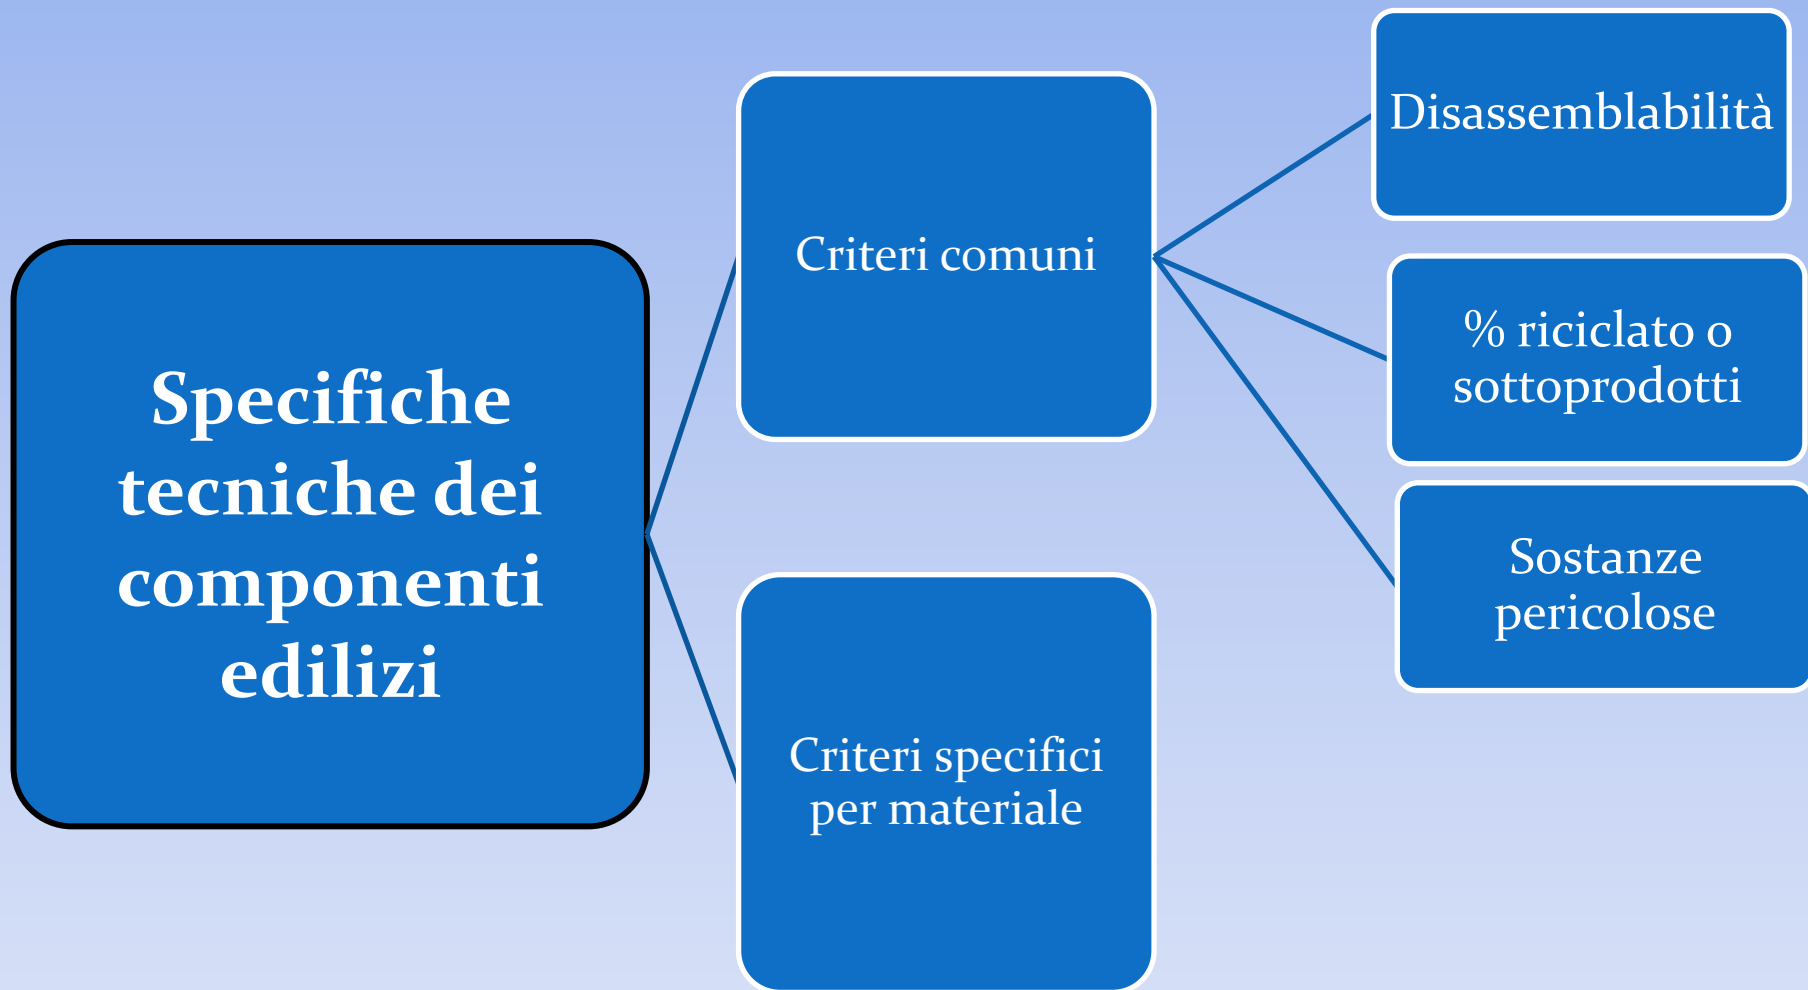 Specifiche
tecniche dei
componenti
edilizi
Criteri comuni
Criteri specifici
per materiale
Disassemblabilità
% riciclato o
sottoprodotti
Sostanze
pericolose